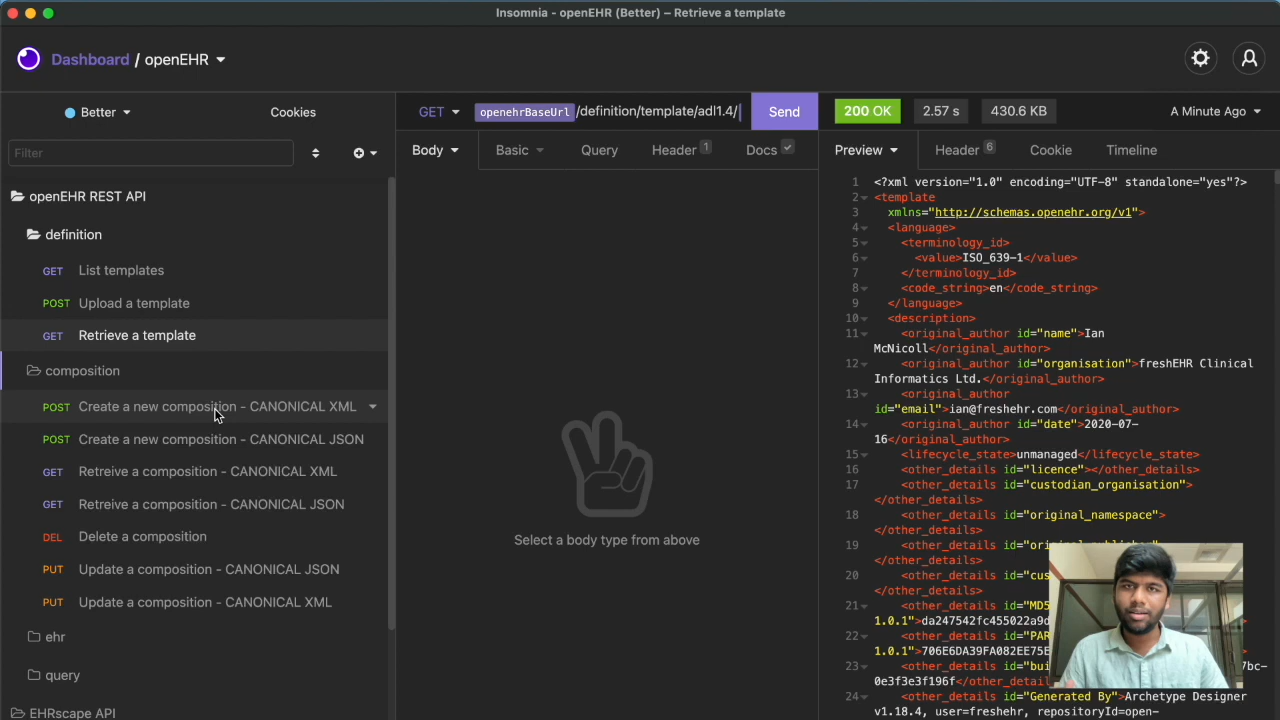 Insomnia - openEHR (Better) – Retrieve a template
Dashboard / openEHR
Better
Cookies
Filter
openEHR REST API
definition
GET List templates
POST Upload a template
GET Retrieve a template
composition
POST Create a new composition - CANONICAL XML
POST Create a new composition - CANONICAL JSON
GET Retreive a composition - CANONICAL XML
GET Retreive a composition - CANONICAL JSON
DEL Delete a composition
PUT Update a composition - CANONICAL JSON
PUT Update a composition - CANONICAL XML
ehr
query
EHRscape API
GET openehrBaseUrl /definition/template/adl1.4/ Send
Body Basic Query Header 1 Docs
Select a body type from above
200 OK 2.57 s 430.6 KB A Minute Ago
Preview Header 6 Cookie Timeline
1 <?xml version="1.0" encoding="UTF-8" standalone="yes"?>
2 <template
3 xmlns="http://schemas.openehr.org/v1">
4 <language>
5 <terminology_id>
6 <value>ISO_639-1</value>
7 </terminology_id>
8 <code_string>en</code_string>
9 </language>
10 <description>
11 <original_author id="name">Ian
McNicoll</original_author>
12 <original_author id="organisation">freshEHR Clinical
Informatics Ltd.</original_author>
13 <original_author
id="email">ian@freshehr.com</original_author>
14 <original_author id="date">2020-07-
16</original_author>
15 <lifecycle_state>unmanaged</lifecycle_state>
16 <other_details id="licence"></other_details>
17 <other_details id="custodian_organisation">
</other_details>
18 <other_details id="original_namespace">
</other_details>
19 <other_details
20 <other_details
</other_details>
21 <other_details
22 <other_details
23 <other_details
24 <other_details id="Generated By">Archetype Designer
v1.18.4, user=freshehr, repositoryId=open-